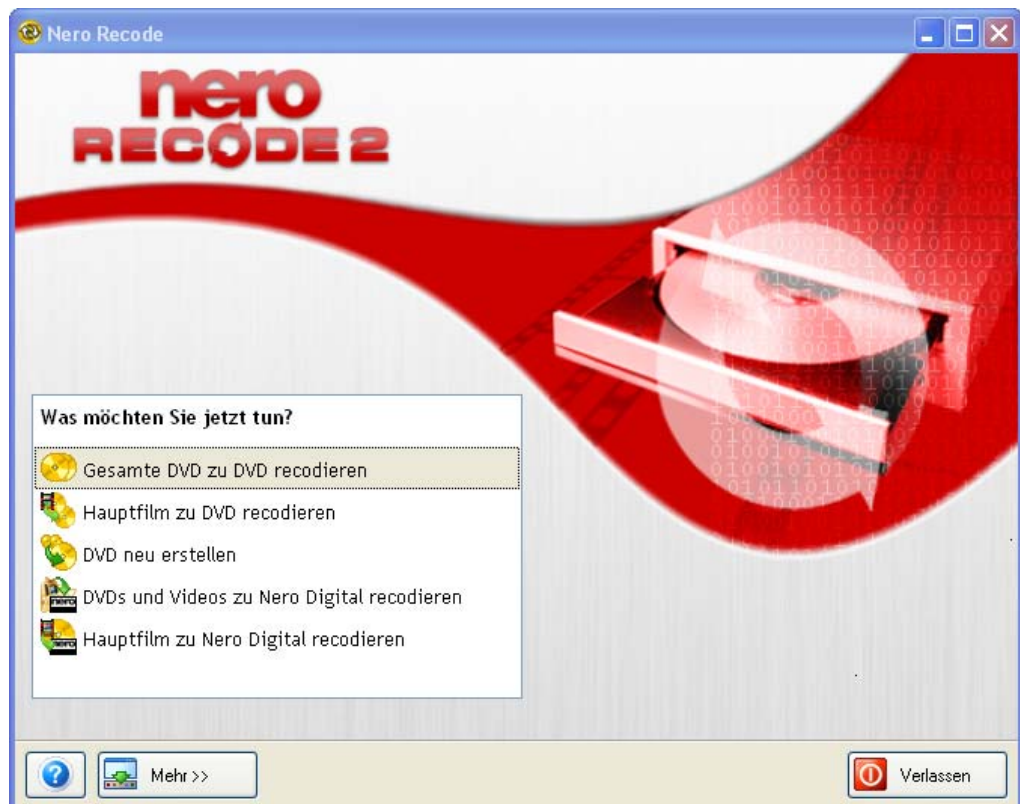 Nero Recode
nero
RECODE 2
Was möchten Sie jetzt tun?
Gesamte DVD zu DVD recodieren
Hauptfilm zu DVD recodieren
DVD neu erstellen
DVDs und Videos zu Nero Digital recodieren
Hauptfilm zu Nero Digital recodieren
Mehr >>
Verlassen